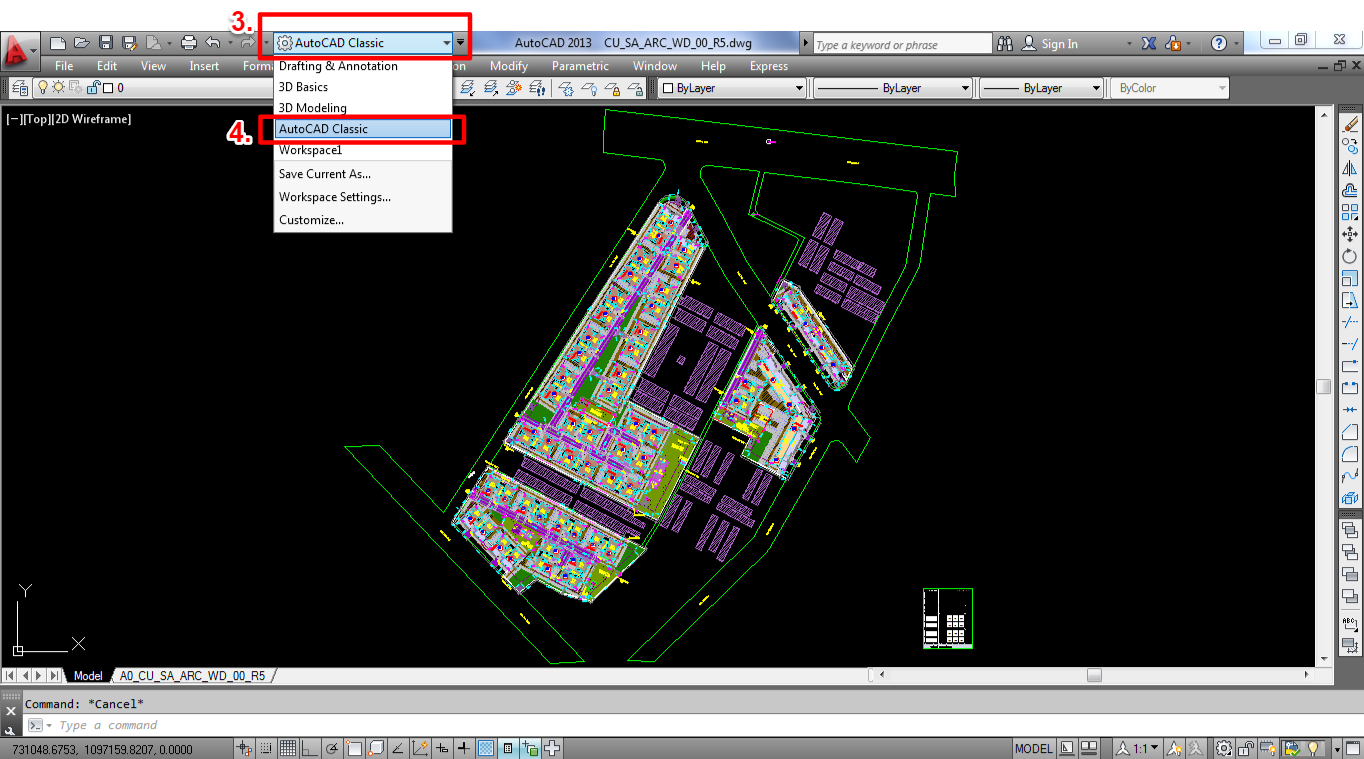 3.
AutoCAD Classic
AutoCAD 2013 CU_SA_ARC_WD_00_R5.dwg
Type a keyword or phrase
Sign In
File Edit View Insert Form on Modify Parametric Window Help Express
0
ByLayer
ByLayer
ByLayer
ByColor
Drafting & Annotation
3D Basics
3D Modeling
4.
AutoCAD Classic
Workspace1
Save Current As...
Workspace Settings...
Customize...
[−][Top][2D Wireframe]
ABC
Y
X
Model A0_CU_SA_ARC_WD_00_R5
Command: *Cancel*
Type a command
731048.6753, 1097159.8207, 0.0000
MODEL
1:1